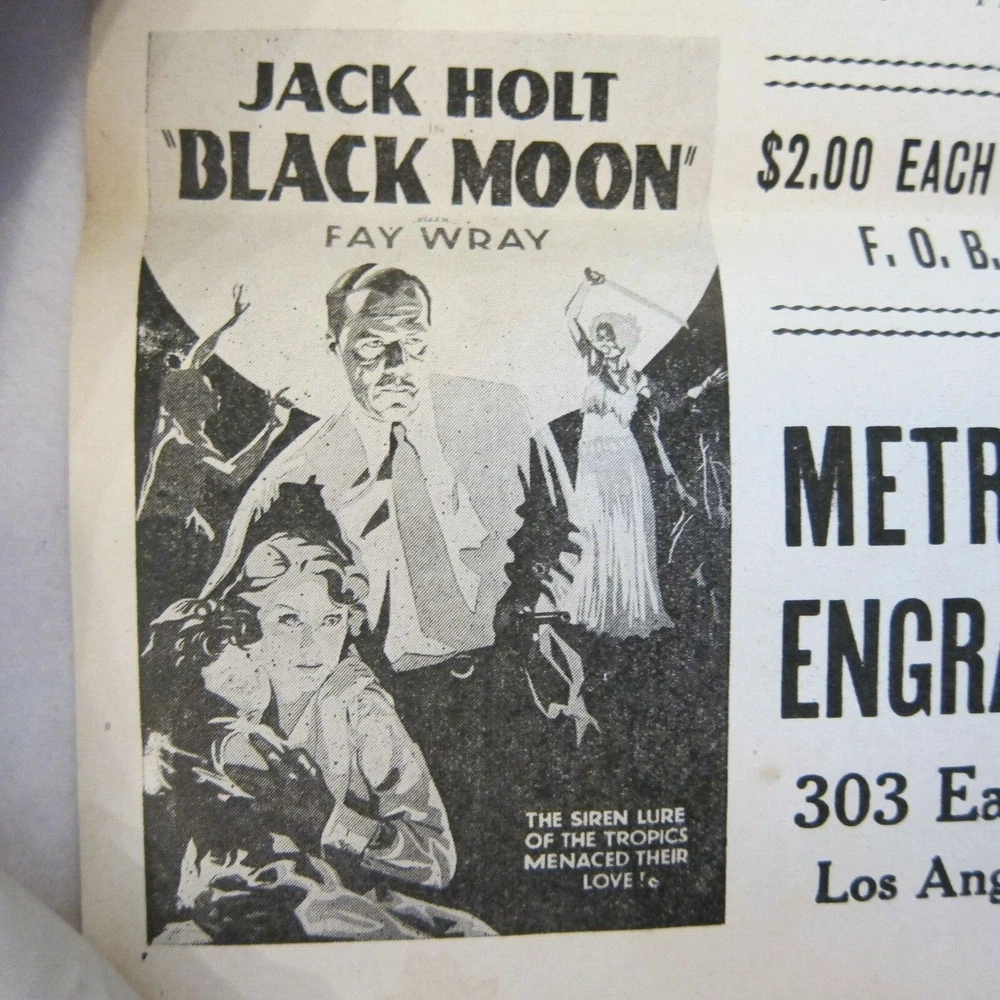 JACK HOLT
IN
"BLACK MOON"
FAY WRAY
THE SIREN LURE
OF THE TROPICS
MENACED THEIR
LOVE!
$2.00 EACH
F. O. B.
METR
ENGRA
303 Ea
Los Ang